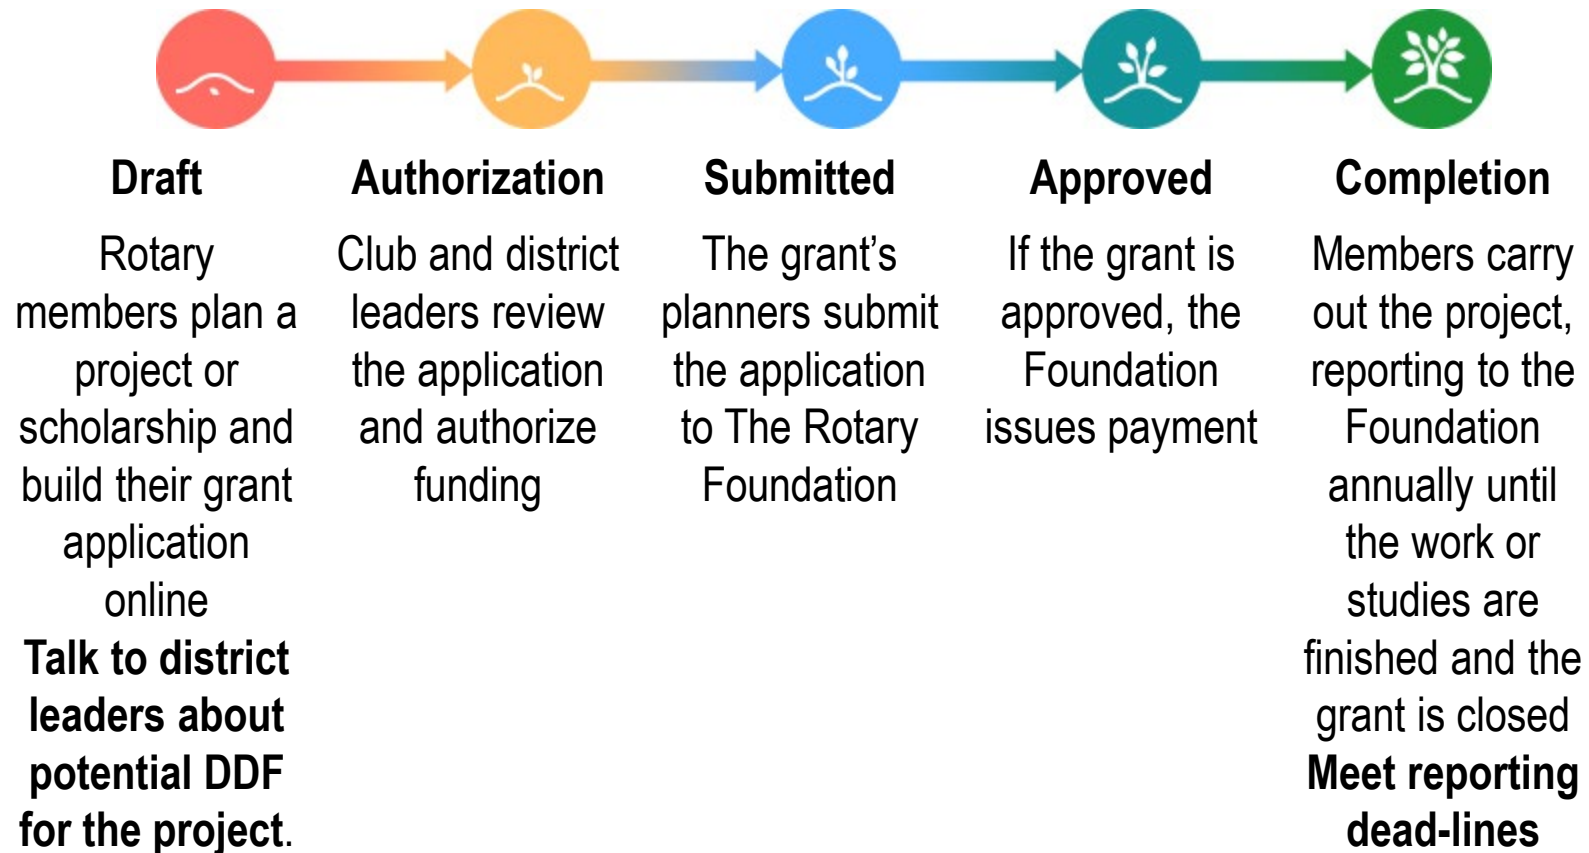 Draft
Rotary
members plan a
project or
scholarship and
build their grant
application
online
Talk to district
leaders about
potential DDF
for the project.
Authorization
Club and district
leaders review
the application
and authorize
funding
Submitted
The grant’s
planners submit
the application
to The Rotary
Foundation
Approved
If the grant is
approved, the
Foundation
issues payment
Completion
Members carry
out the project,
reporting to the
Foundation
annually until
the work or
studies are
finished and the
grant is closed
Meet reporting
dead-lines